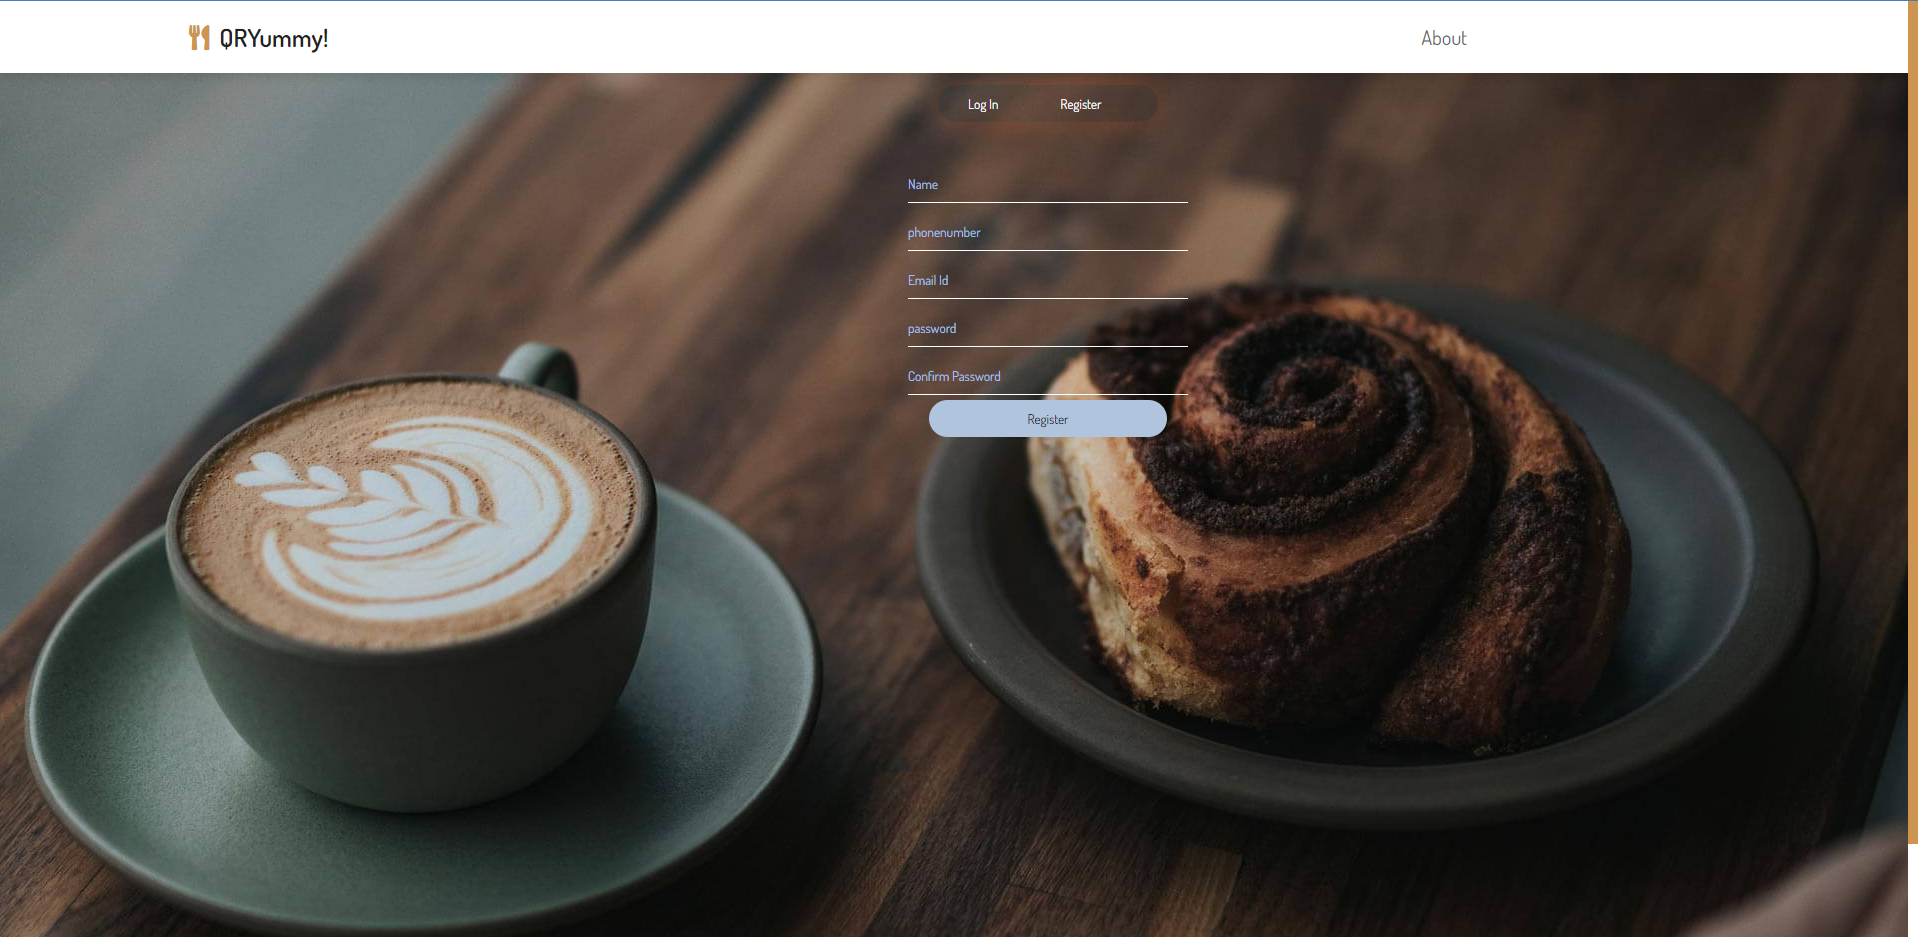 QRYummy!
About
Log In Register
Name
phonenumber
Email Id
password
Confirm Password
Register